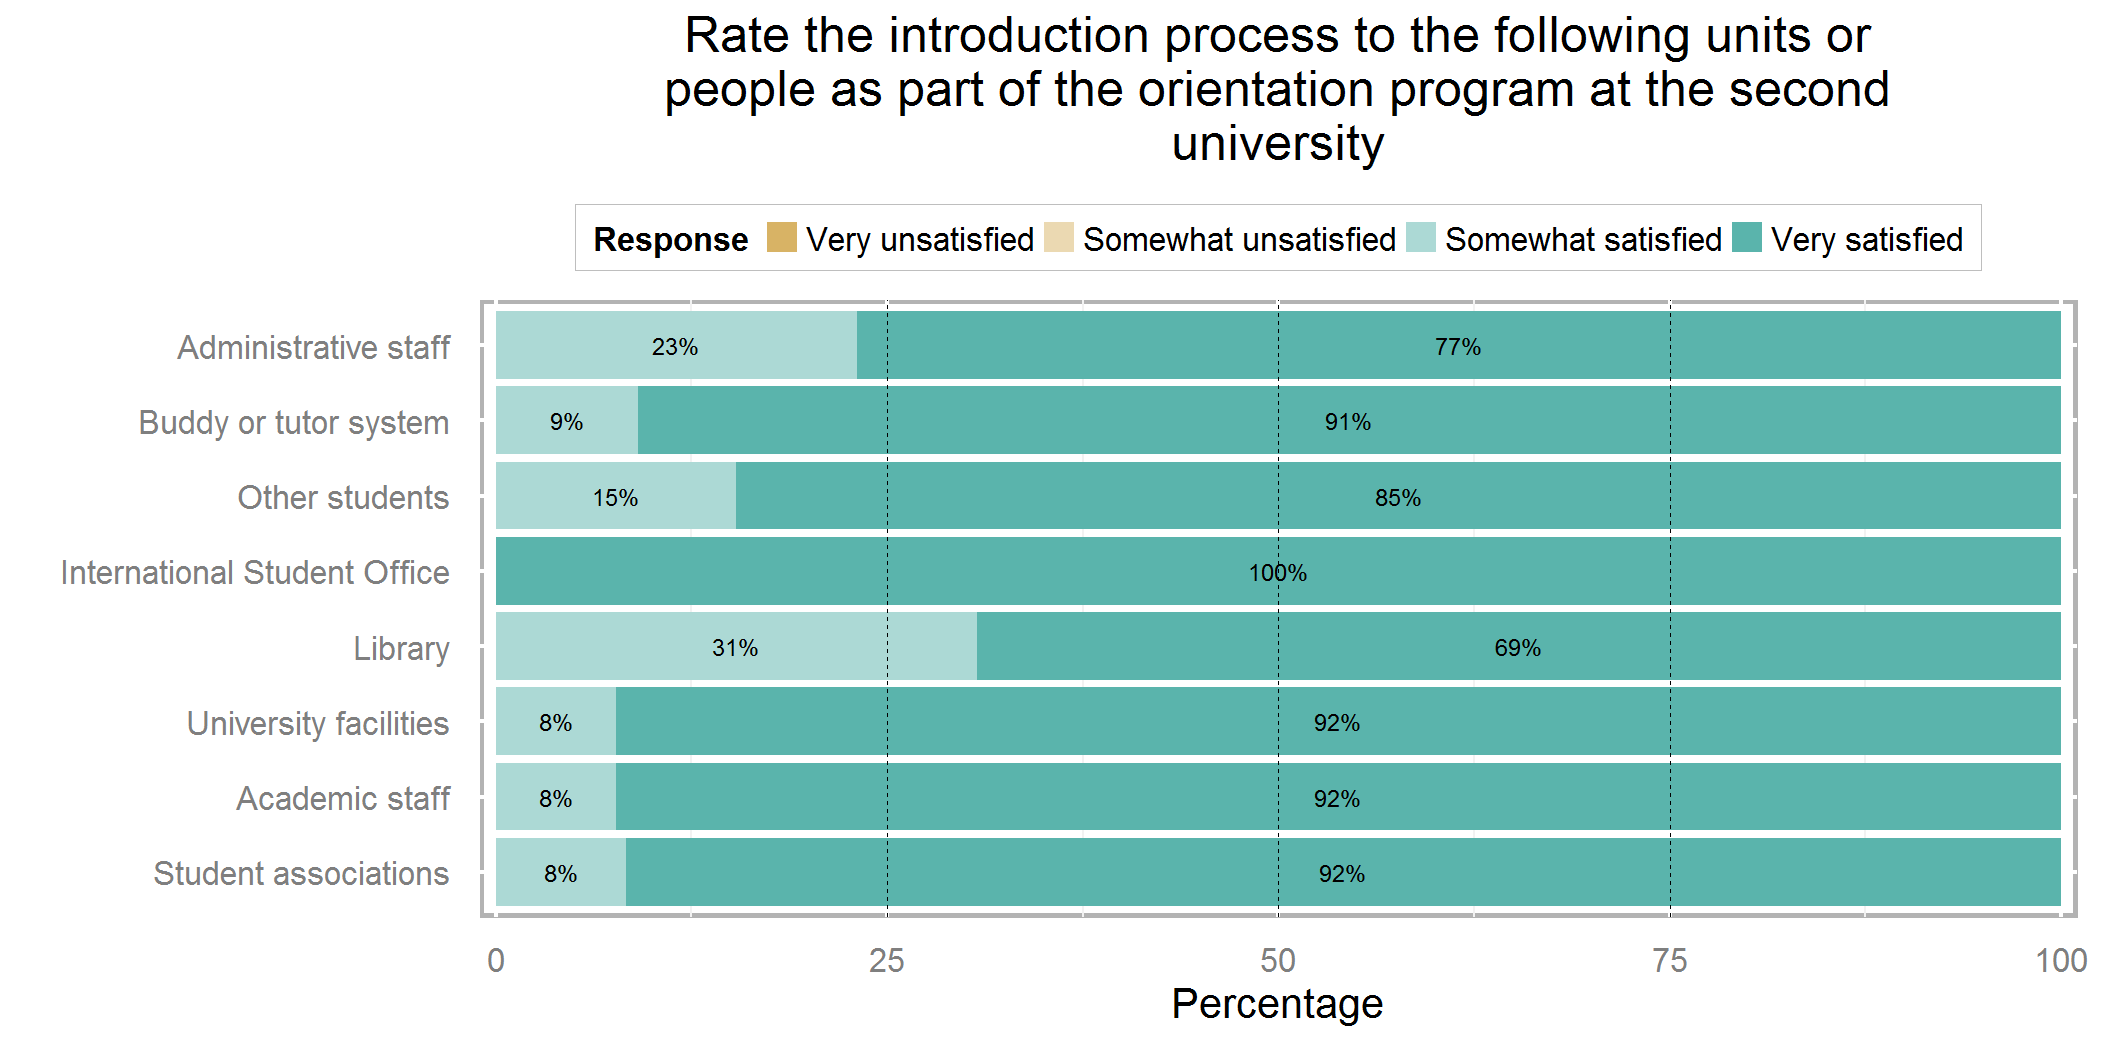 Rate the introduction process to the following units or
people as part of the orientation program at the second
university
Response Very unsatisfied Somewhat unsatisfied Somewhat satisfied Very satisfied
Administrative staff 23% 77%
Buddy or tutor system 9% 91%
Other students 15% 85%
International Student Office 100%
Library 31% 69%
University facilities 8% 92%
Academic staff 8% 92%
Student associations 8% 92%
0 25 50 75 100
Percentage